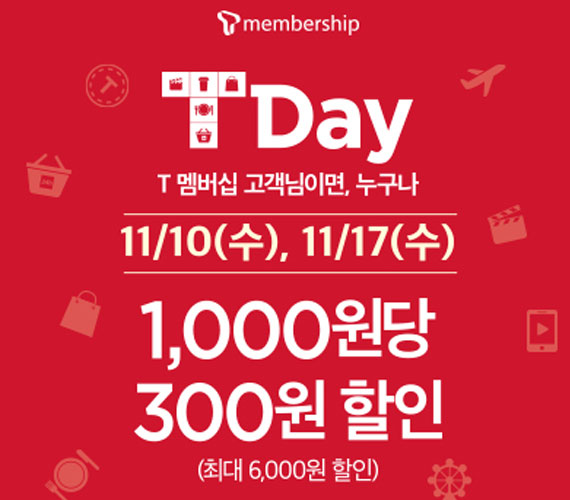 T membership
T Day
T 멤버십 고객님이면, 누구나
11/10(수), 11/17(수)
1,000원당
300원 할인
(최대 6,000원 할인)